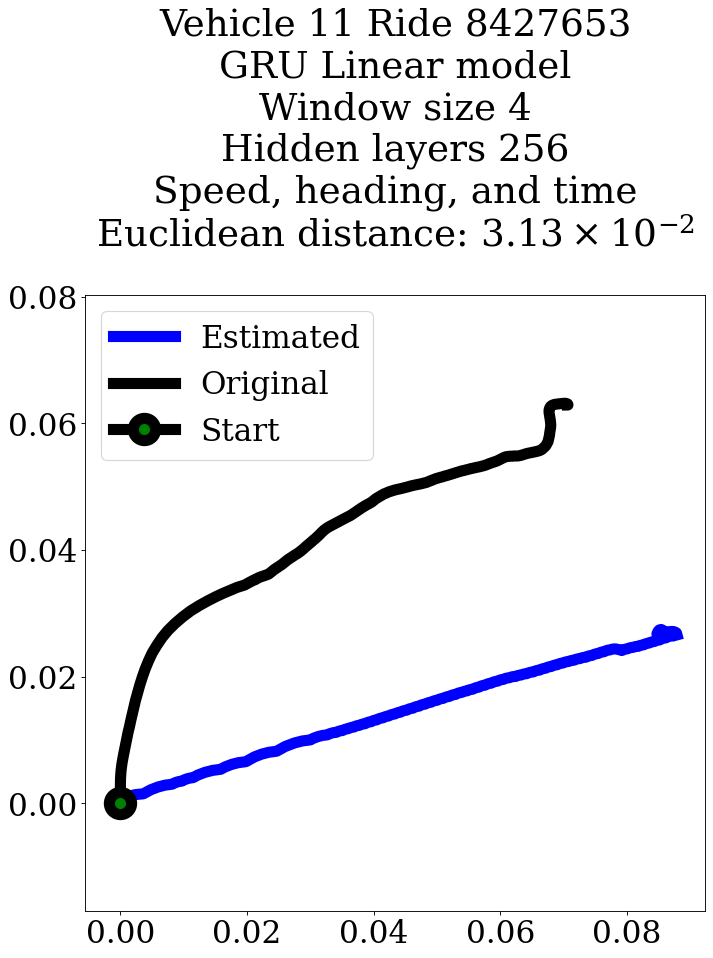 Vehicle 11 Ride 8427653
GRU Linear model
Window size 4
Hidden layers 256
Speed, heading, and time
Euclidean distance: 3.13 × 10⁻²
0.08
0.06
0.04
0.02
0.00
Estimated
Original
Start
0.00 0.02 0.04 0.06 0.08